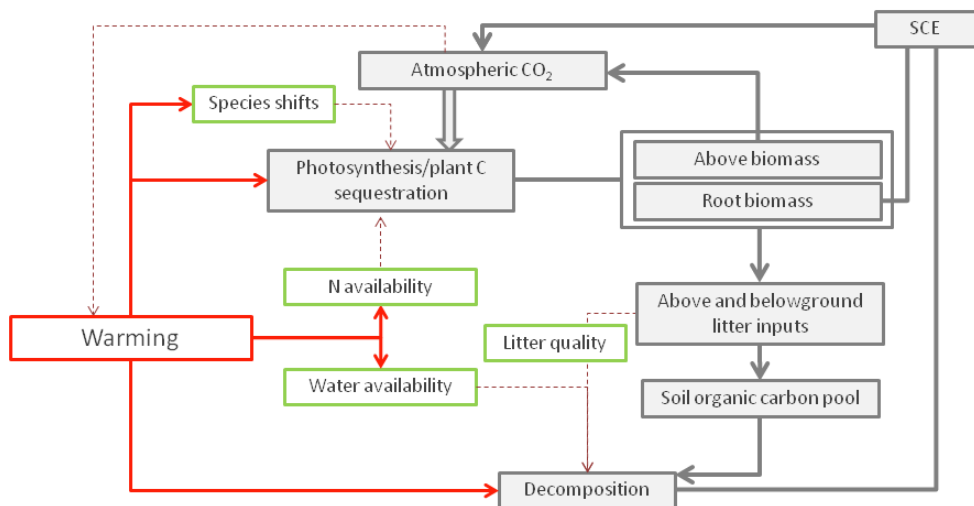 SCE
Atmospheric CO₂
Species shifts
Photosynthesis/plant C
sequestration
Above biomass
Root biomass
N availability
Above and belowground
litter inputs
Warming
Litter quality
Water availability
Soil organic carbon pool
Decomposition